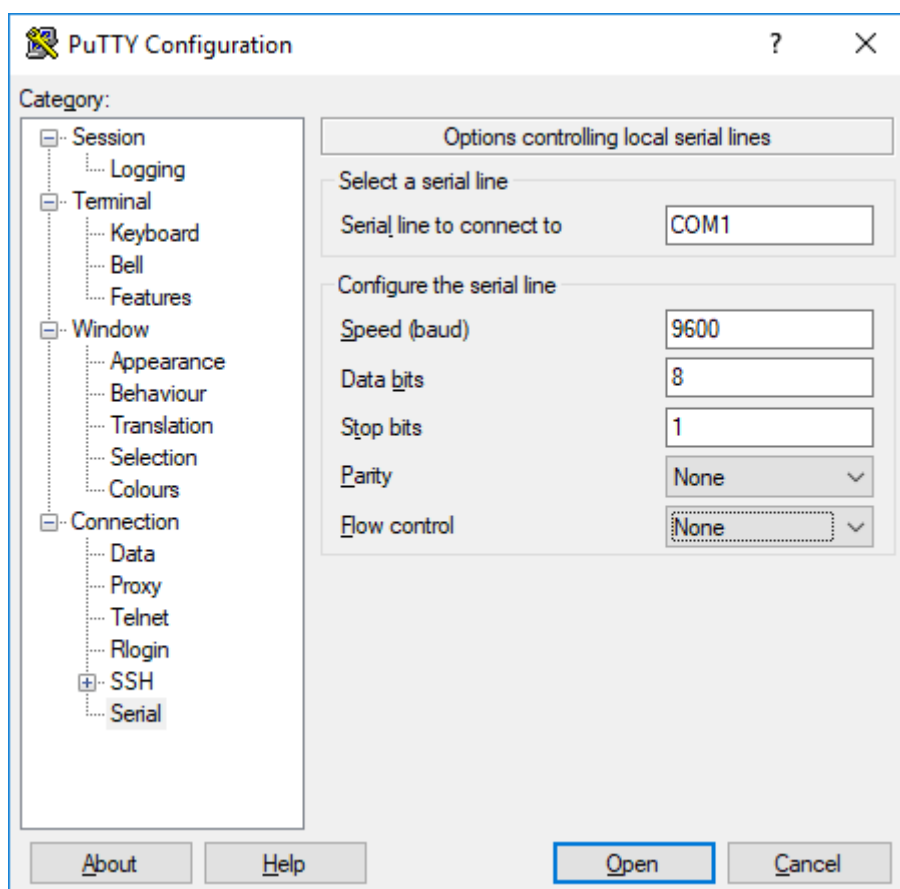 PuTTY Configuration
?
Category:
Session
Logging
Terminal
Keyboard
Bell
Features
Window
Appearance
Behaviour
Translation
Selection
Colours
Connection
Data
Proxy
Telnet
Rlogin
SSH
Serial
Options controlling local serial lines
Select a serial line
Serial line to connect to COM1
Configure the serial line
Speed (baud) 9600
Data bits 8
Stop bits 1
Parity None
Flow control None
About Help Open Cancel